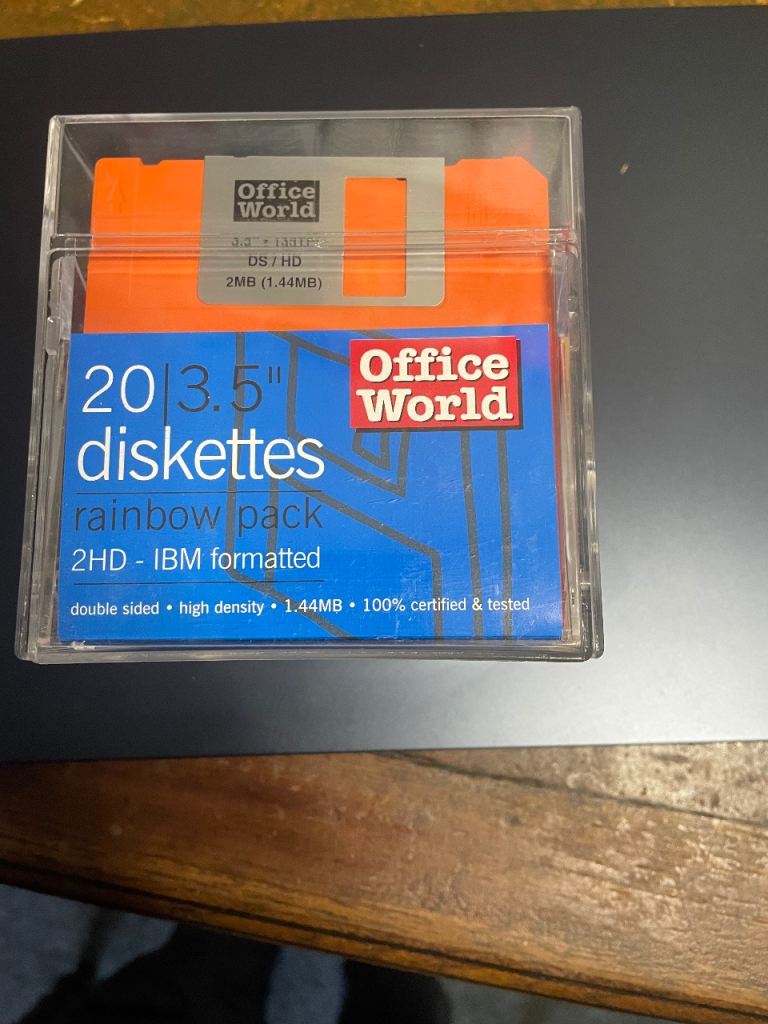 Office
World
DS / HD
2MB (1.44MB)
20|3.5"
Office
World
diskettes
rainbow pack
2HD - IBM formatted
double sided • high density • 1.44MB • 100% certified & tested